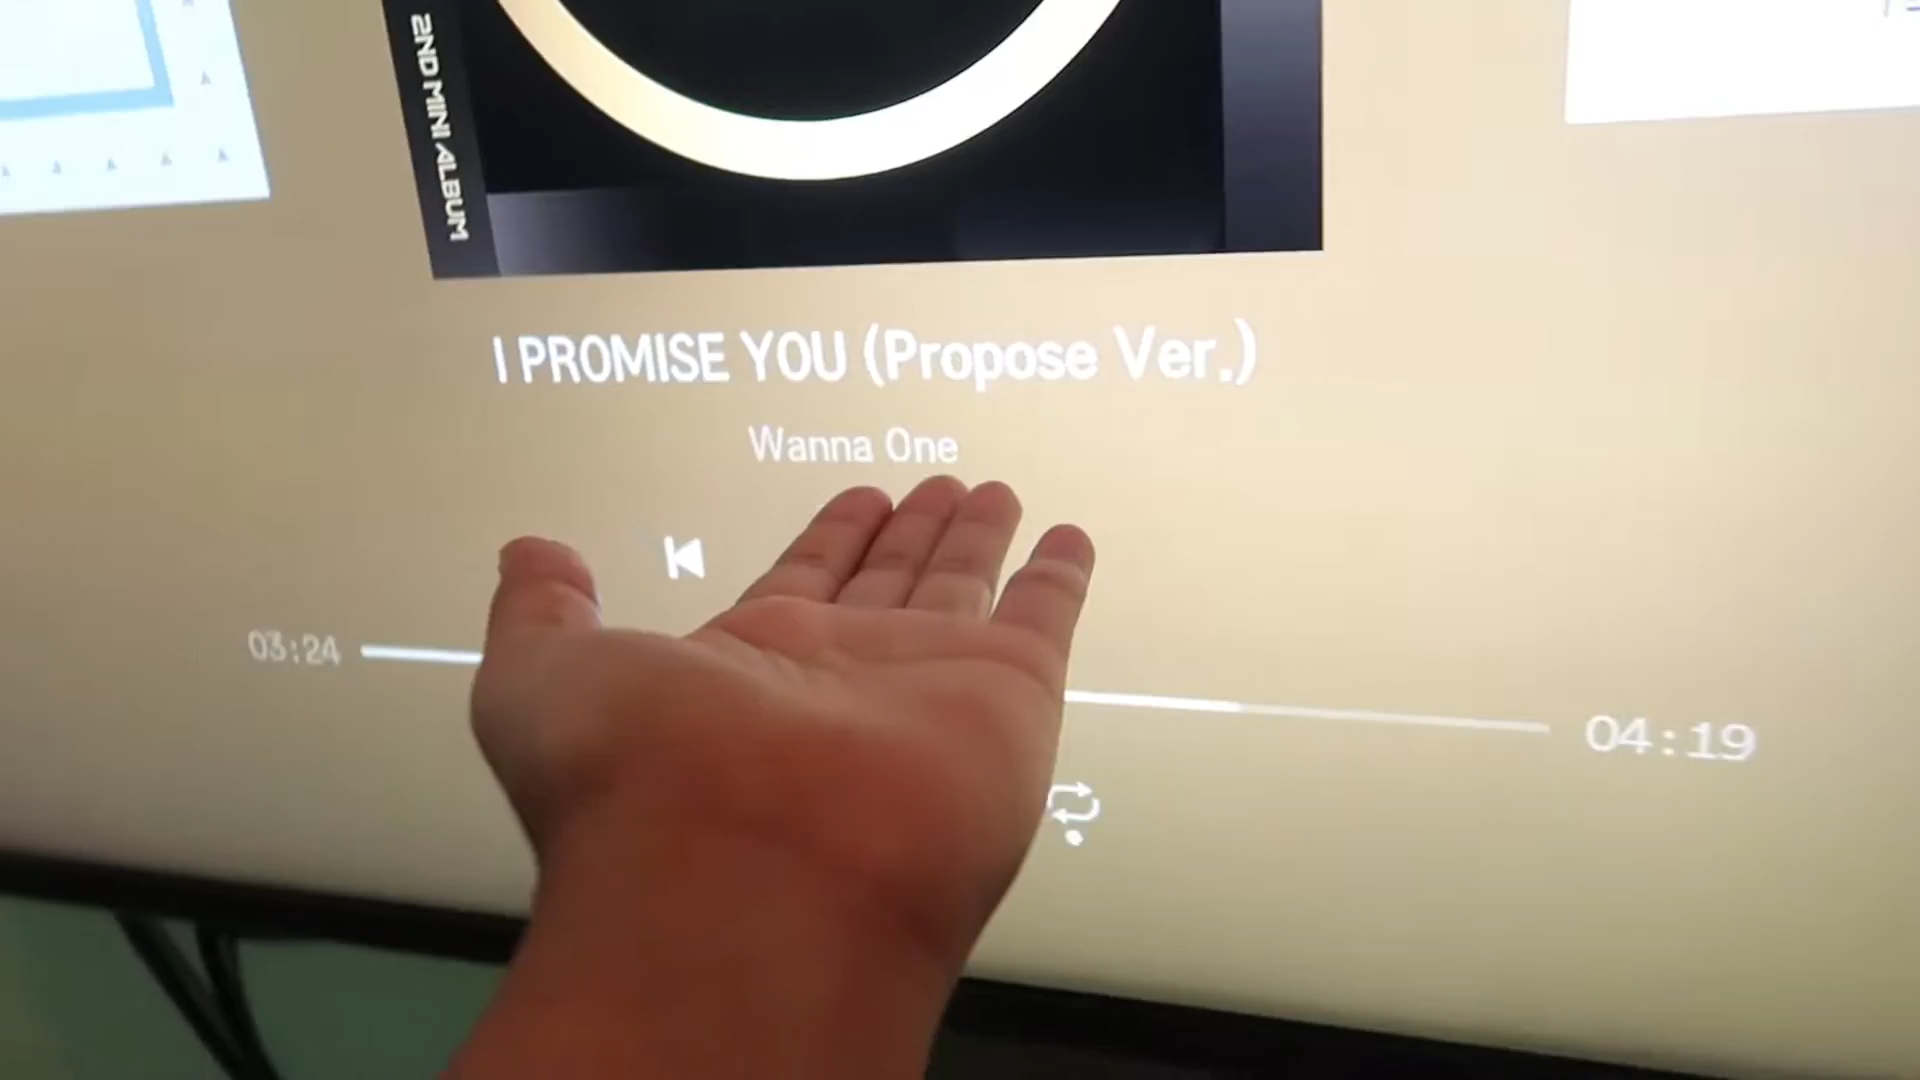 2ND MINI ALBUM
I PROMISE YOU (Propose Ver.)
Wanna One
03:24
04:19